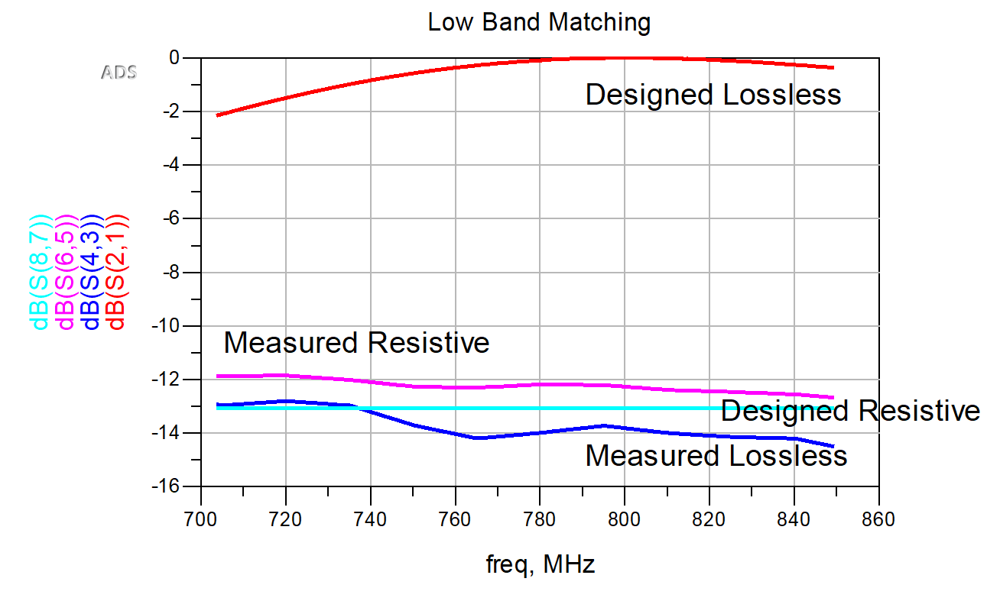 Low Band Matching
ADS
0
-2
-4
-6
-8
-10
-12
-14
-16
dB(S(8,7))
dB(S(6,5))
dB(S(4,3))
dB(S(2,1))
Designed Lossless
Measured Resistive
Designed Resistive
Measured Lossless
700 720 740 760 780 800 820 840 860
freq, MHz